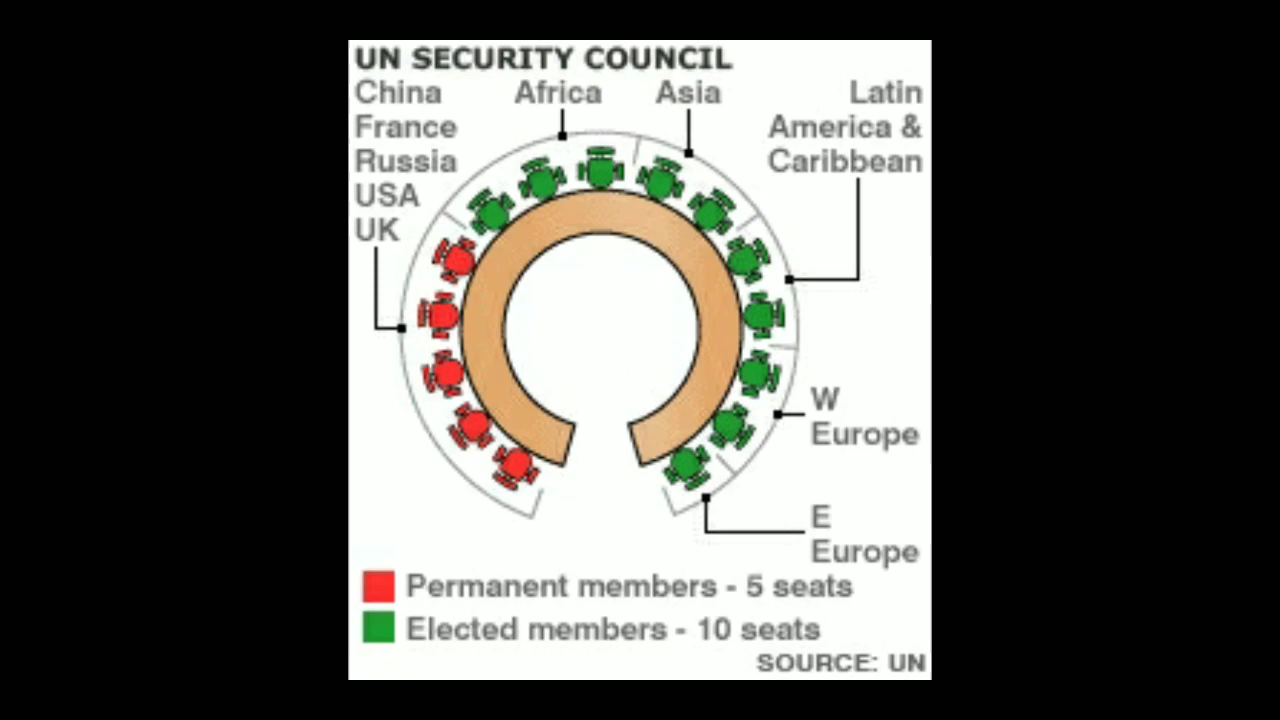 UN SECURITY COUNCIL
China
France
Russia
USA
UK
Africa
Asia
Latin
America &
Caribbean
W
Europe
E
Europe
Permanent members - 5 seats
Elected members - 10 seats
SOURCE: UN